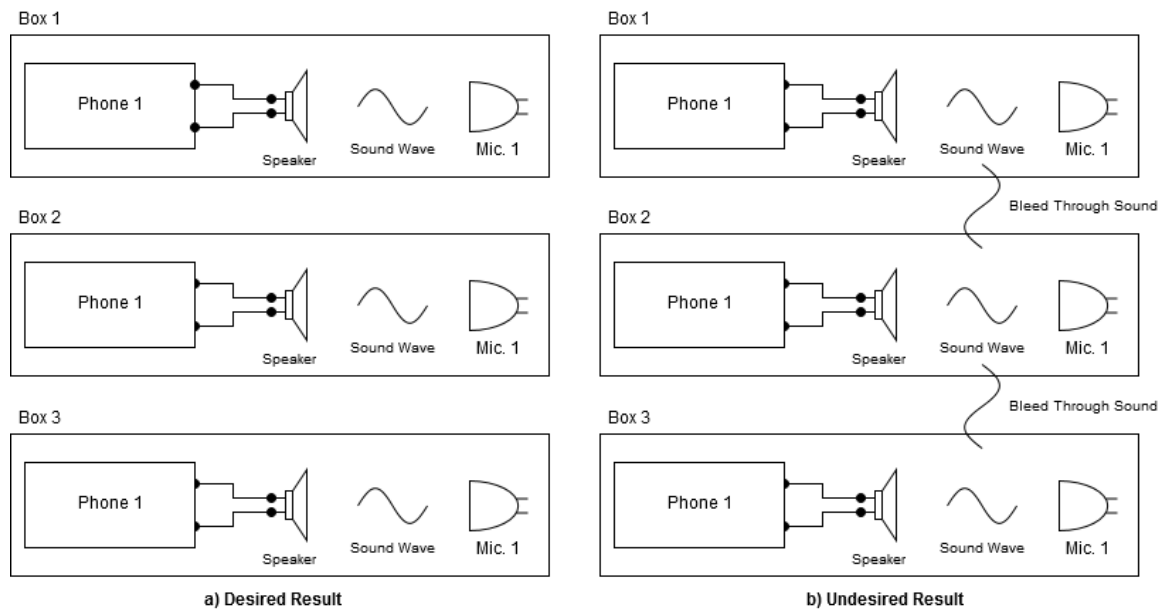 Box 1
Phone 1
Speaker
Sound Wave
Mic. 1
Box 2
Phone 1
Speaker
Sound Wave
Mic. 1
Box 3
Phone 1
Speaker
Sound Wave
Mic. 1
a) Desired Result
Box 1
Phone 1
Speaker
Sound Wave
Mic. 1
Bleed Through Sound
Box 2
Phone 1
Speaker
Sound Wave
Mic. 1
Bleed Through Sound
Box 3
Phone 1
Speaker
Sound Wave
Mic. 1
b) Undesired Result